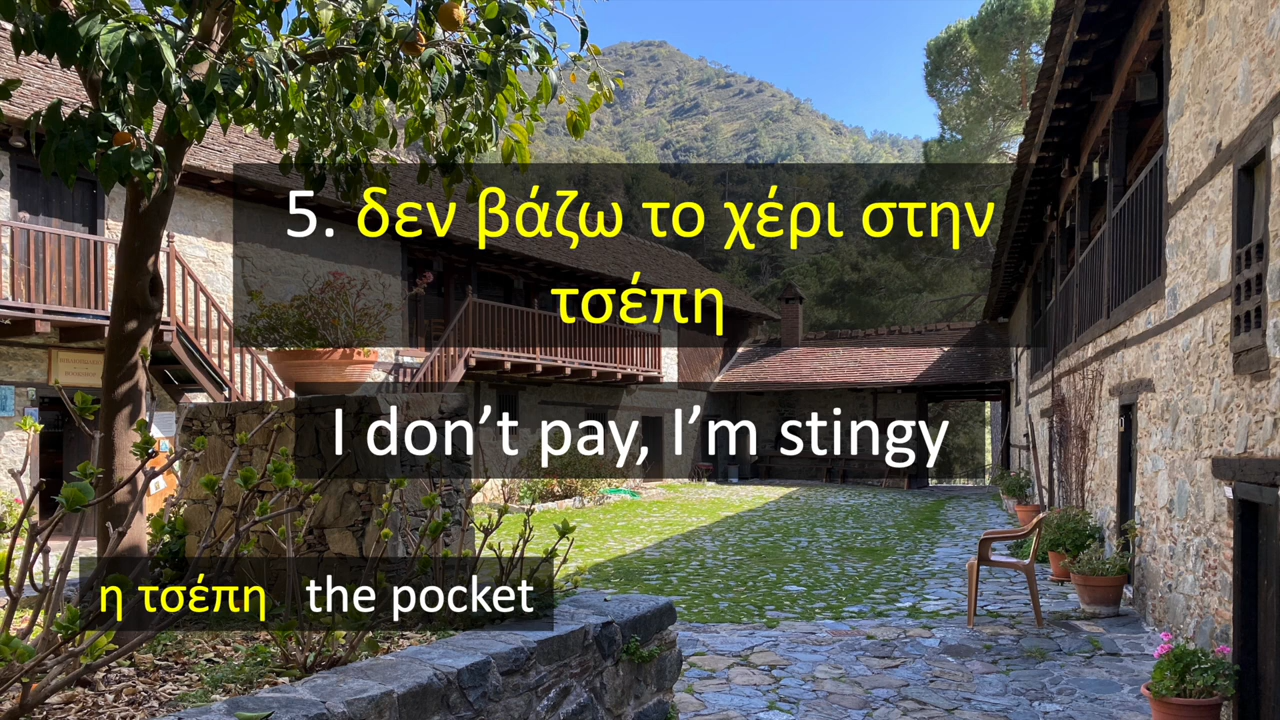 5. δεν βάζω το χέρι στην
τσέπη
I don’t pay, I’m stingy
η τσέπη the pocket